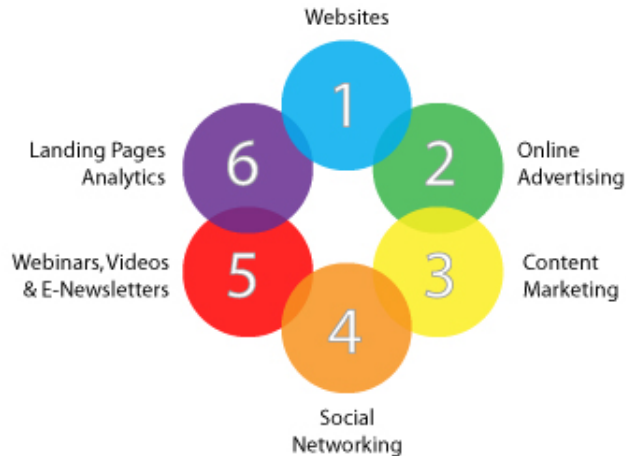 Websites
1
2
Online
Advertising
3
Content
Marketing
4
Social
Networking
5
Webinars, Videos
& E-Newsletters
6
Landing Pages
Analytics